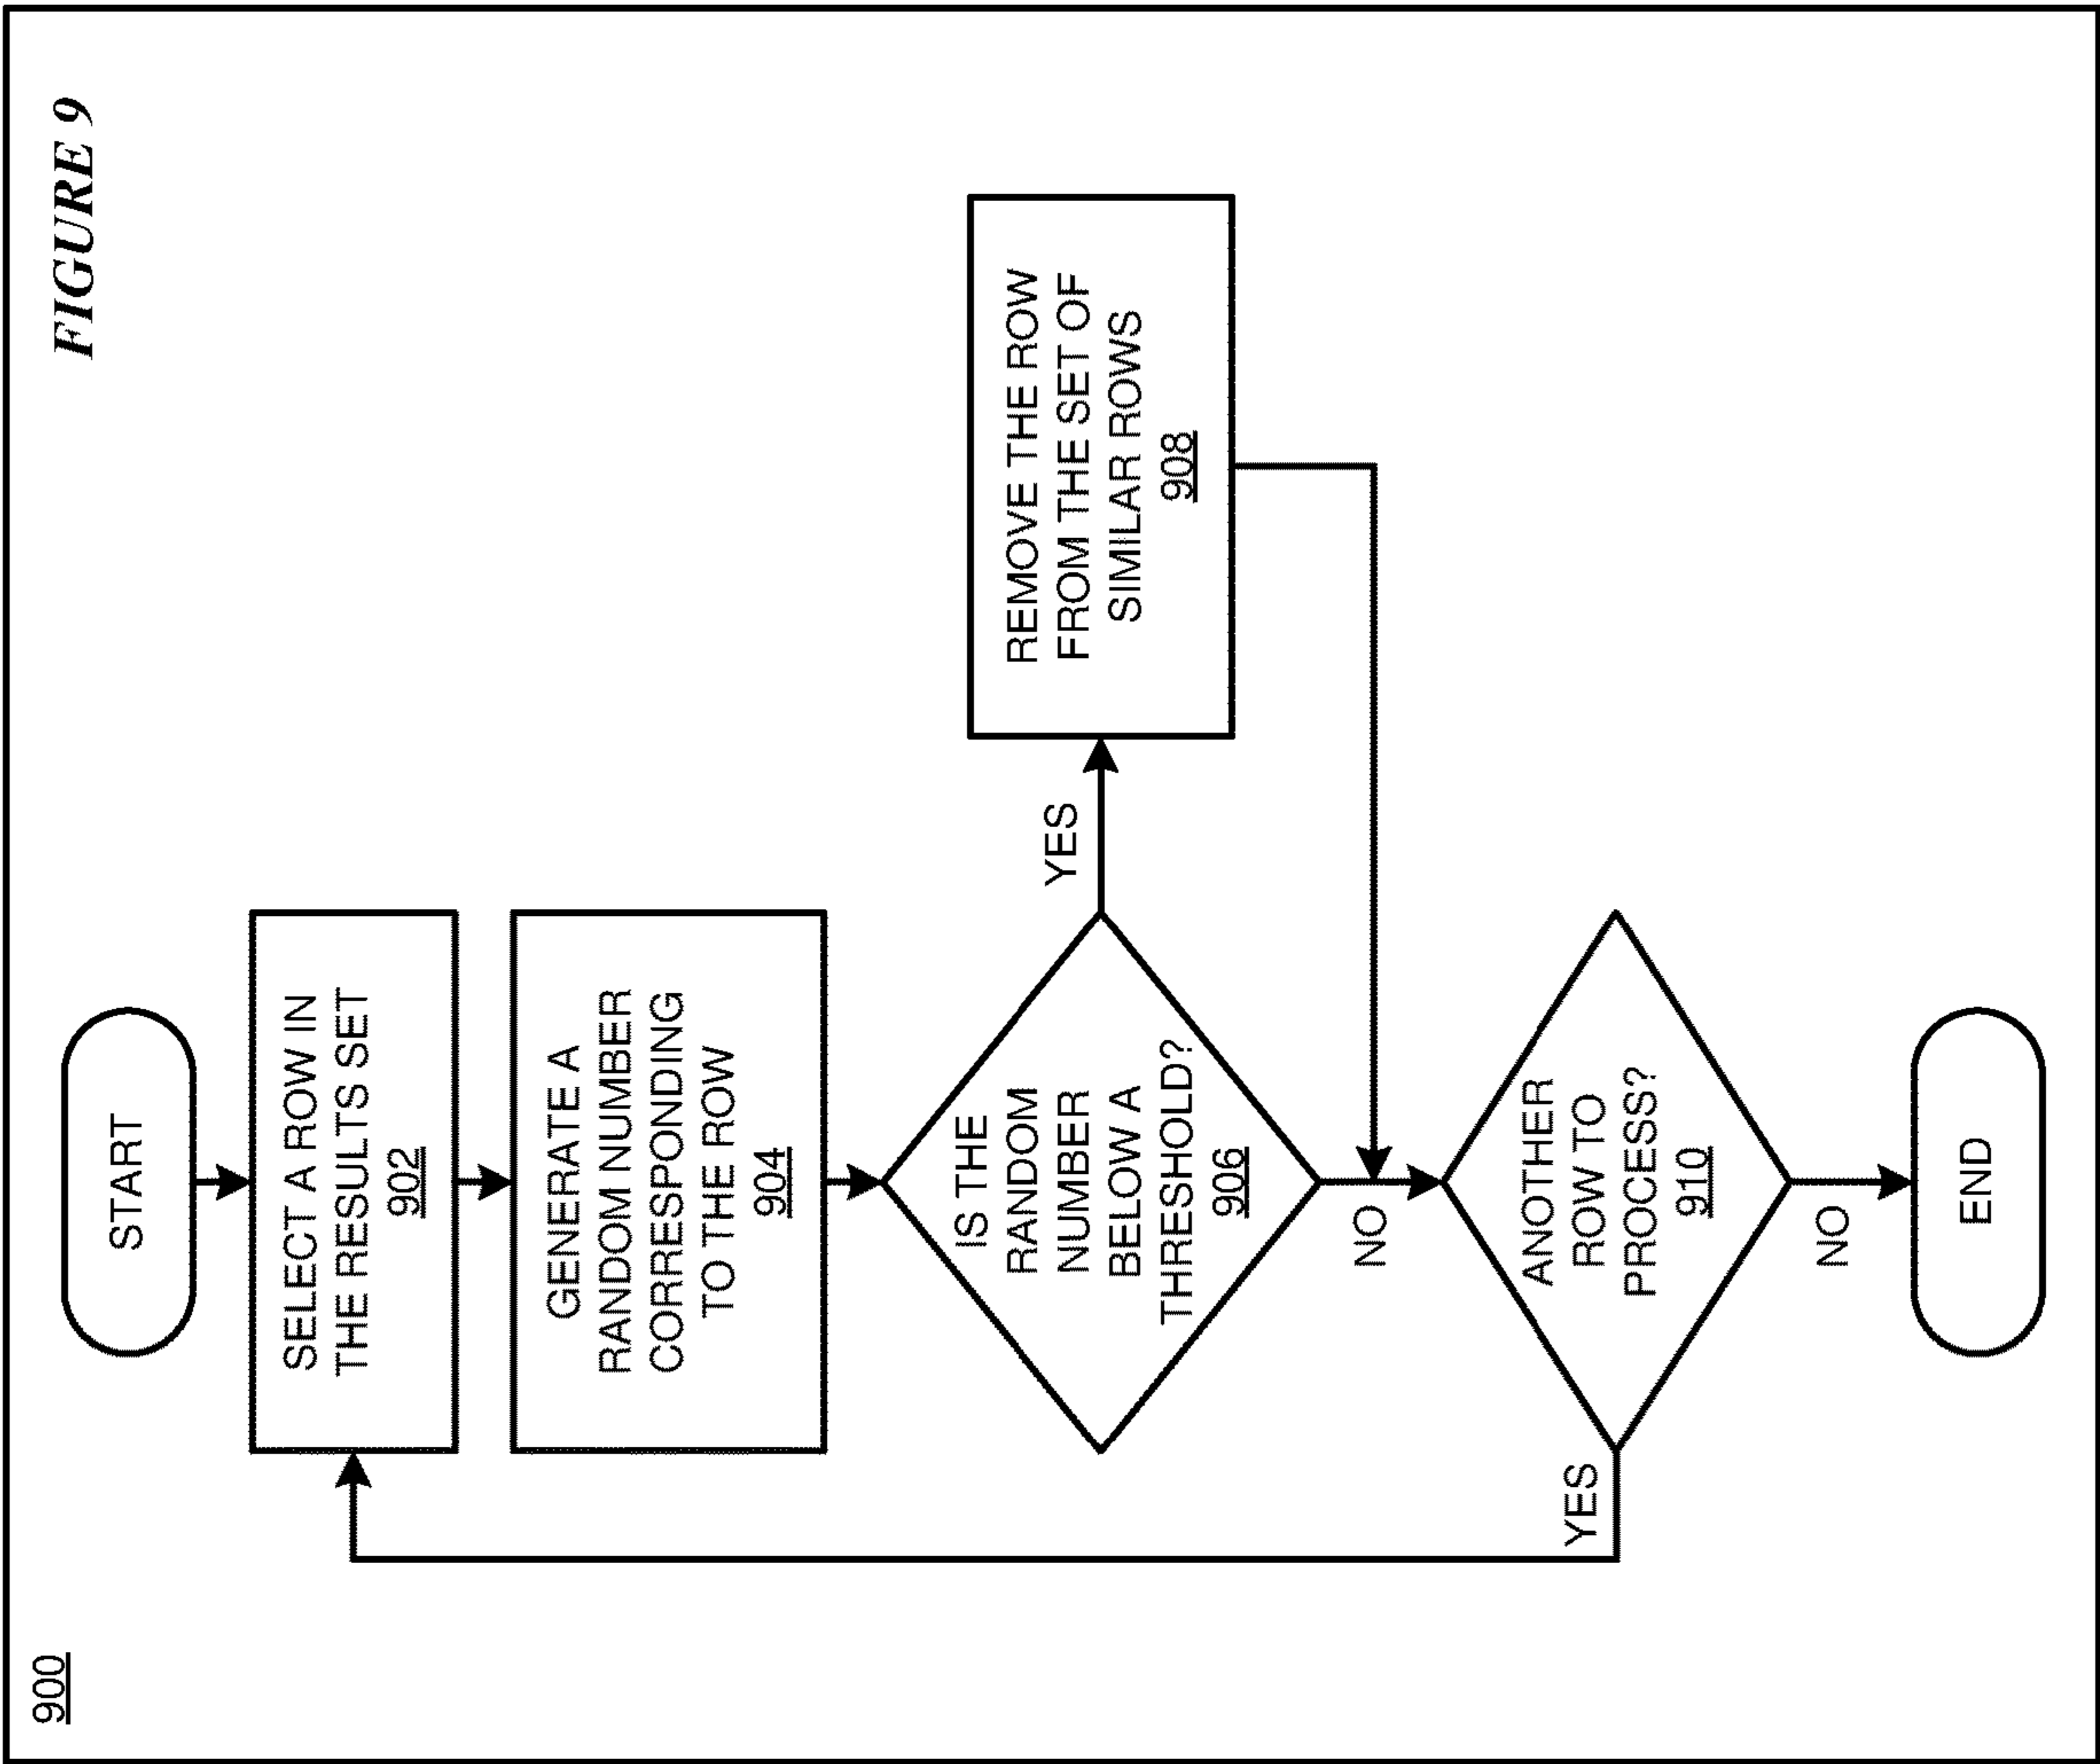 900
FIGURE 9
START
SELECT A ROW IN
THE RESULTS SET
902
GENERATE A
RANDOM NUMBER
CORRESPONDING
TO THE ROW
904
IS THE
RANDOM
NUMBER
BELOW A
THRESHOLD?
906
YES
REMOVE THE ROW
FROM THE SET OF
SIMILAR ROWS
908
NO
ANOTHER
ROW TO
PROCESS?
910
YES
NO
END